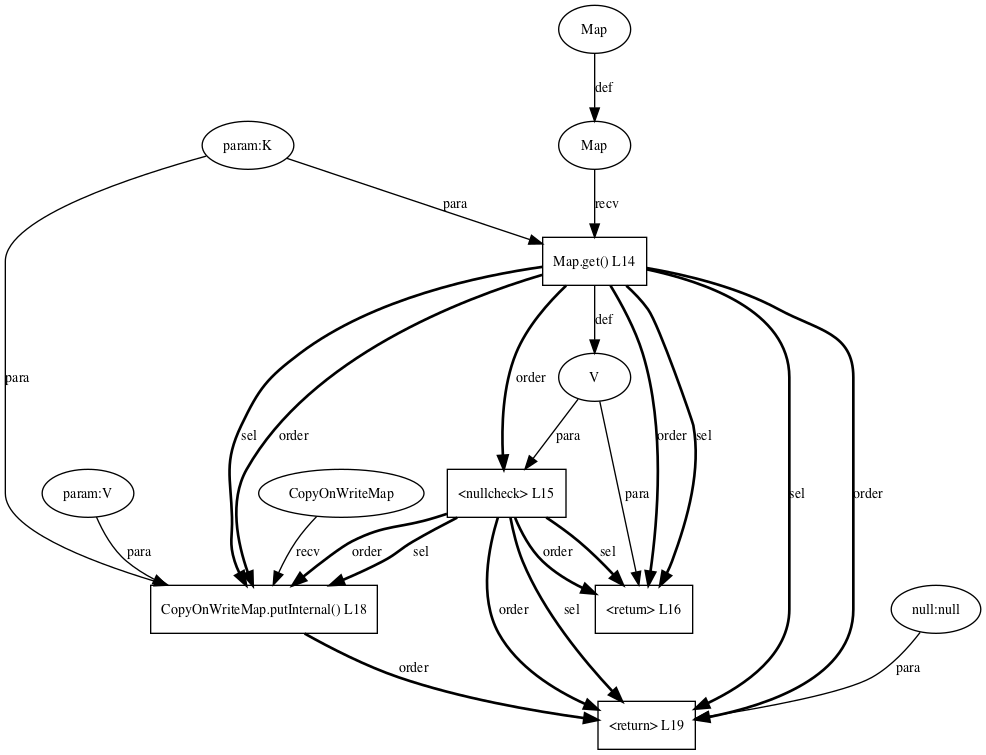 Map
def
Map
param:K
para
recv
Map.get() L14
def
V
para
order
sel
order
order
sel
sel
order
para
para
param:V
CopyOnWriteMap
<nullcheck> L15
para
recv
order
sel
order
sel
CopyOnWriteMap.putInternal() L18
<return> L16
null:null
order
sel
order
para
<return> L19